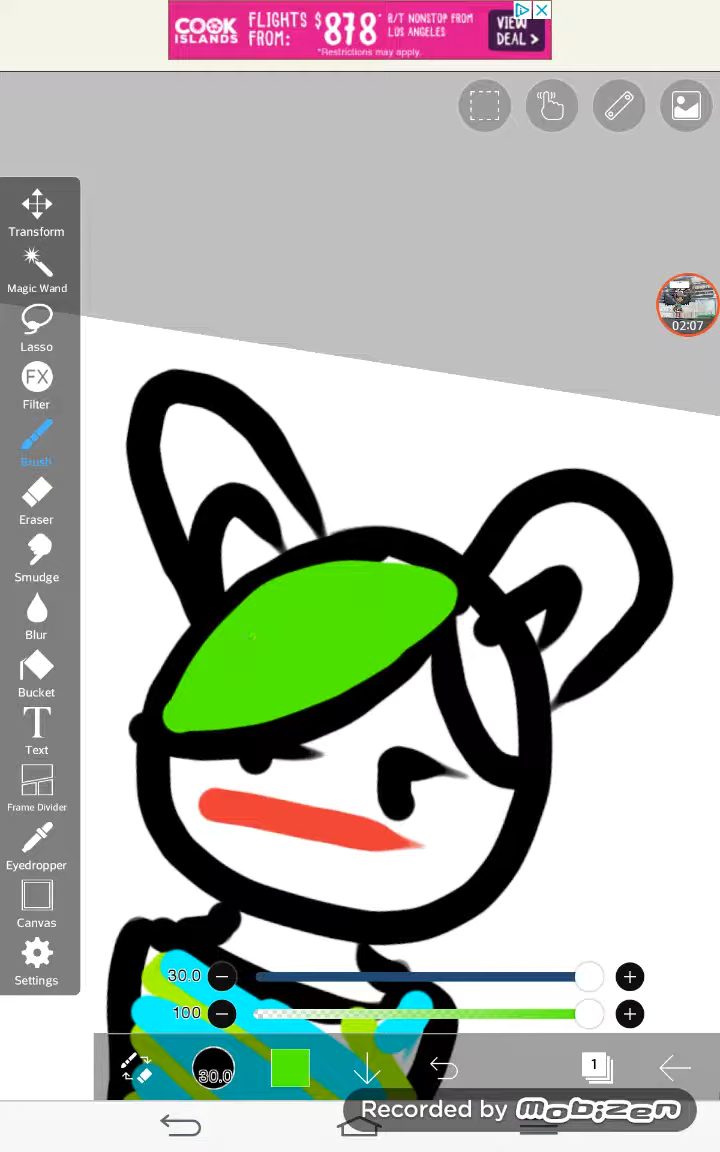 COOK ISLANDS
FLIGHTS FROM: $878*
R/T NONSTOP FROM LOS ANGELES
*Restrictions may apply.
VIEW DEAL >
Transform
Magic Wand
02:07
Lasso
FX
Filter
Brush
Eraser
Smudge
Blur
Bucket
T
Text
Frame Divider
Eyedropper
Canvas
Settings
30.0
100
30.0
1
Recorded by mobizen